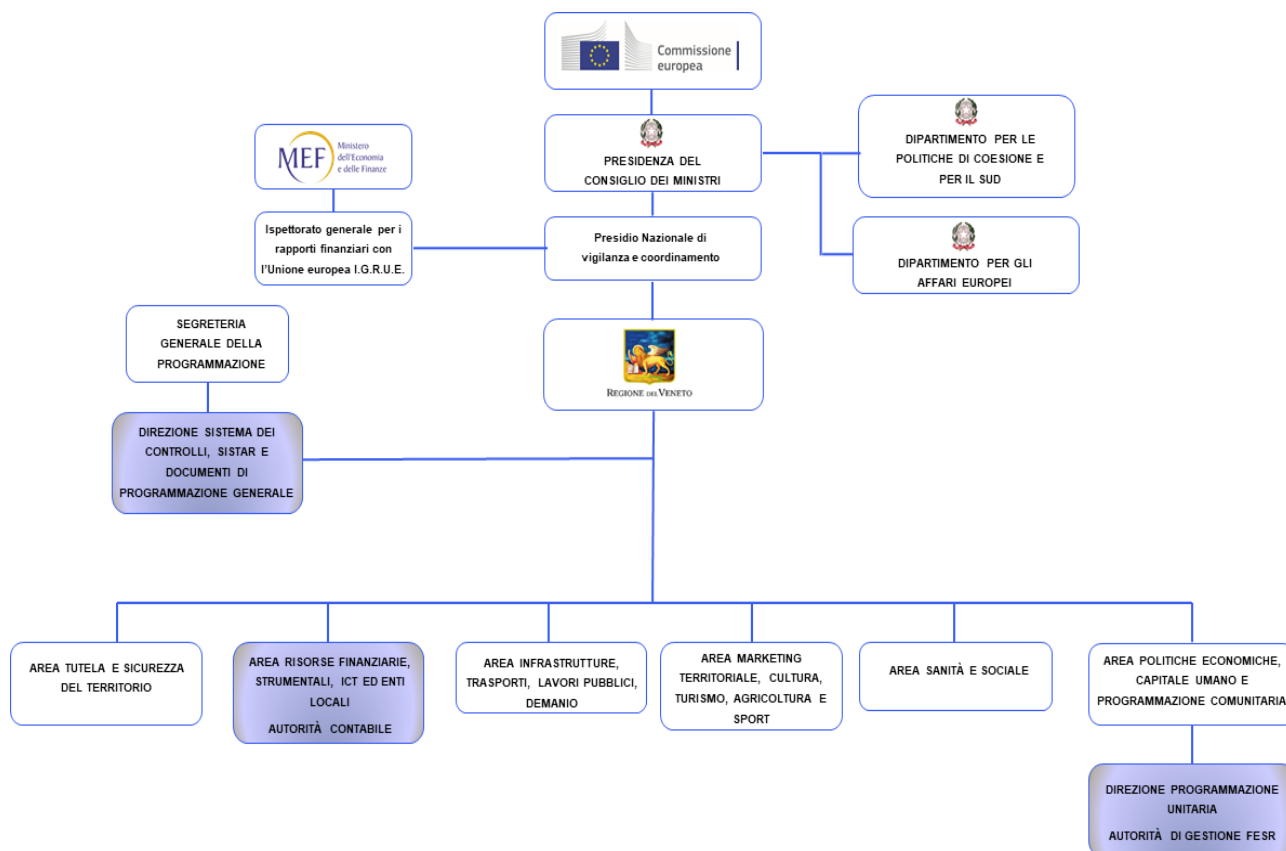 Commissione
europea
PRESIDENZA DEL
CONSIGLIO DEI MINISTRI
DIPARTIMENTO PER LE
POLITICHE DI COESIONE E
PER IL SUD
MEF
Ministero
dell'Economia
e delle Finanze
Ispettorato generale per i
rapporti finanziari con
l'Unione europea I.G.R.U.E.
Presidio Nazionale di
vigilanza e coordinamento
DIPARTIMENTO PER GLI
AFFARI EUROPEI
SEGRETERIA
GENERALE DELLA
PROGRAMMAZIONE
REGIONE DEL VENETO
DIREZIONE SISTEMA DEI
CONTROLLI, SISTAR E
DOCUMENTI DI
PROGRAMMAZIONE GENERALE
AREA TUTELA E SICUREZZA
DEL TERRITORIO
AREA RISORSE FINANZIARIE,
STRUMENTALI, ICT ED ENTI
LOCALI
AUTORITÀ CONTABILE
AREA INFRASTRUTTURE,
TRASPORTI, LAVORI PUBBLICI,
DEMANIO
AREA MARKETING
TERRITORIALE, CULTURA,
TURISMO, AGRICOLTURA E
SPORT
AREA SANITÀ E SOCIALE
AREA POLITICHE ECONOMICHE,
CAPITALE UMANO E
PROGRAMMAZIONE COMUNITARIA
DIREZIONE PROGRAMMAZIONE
UNITARIA
AUTORITÀ DI GESTIONE FESR